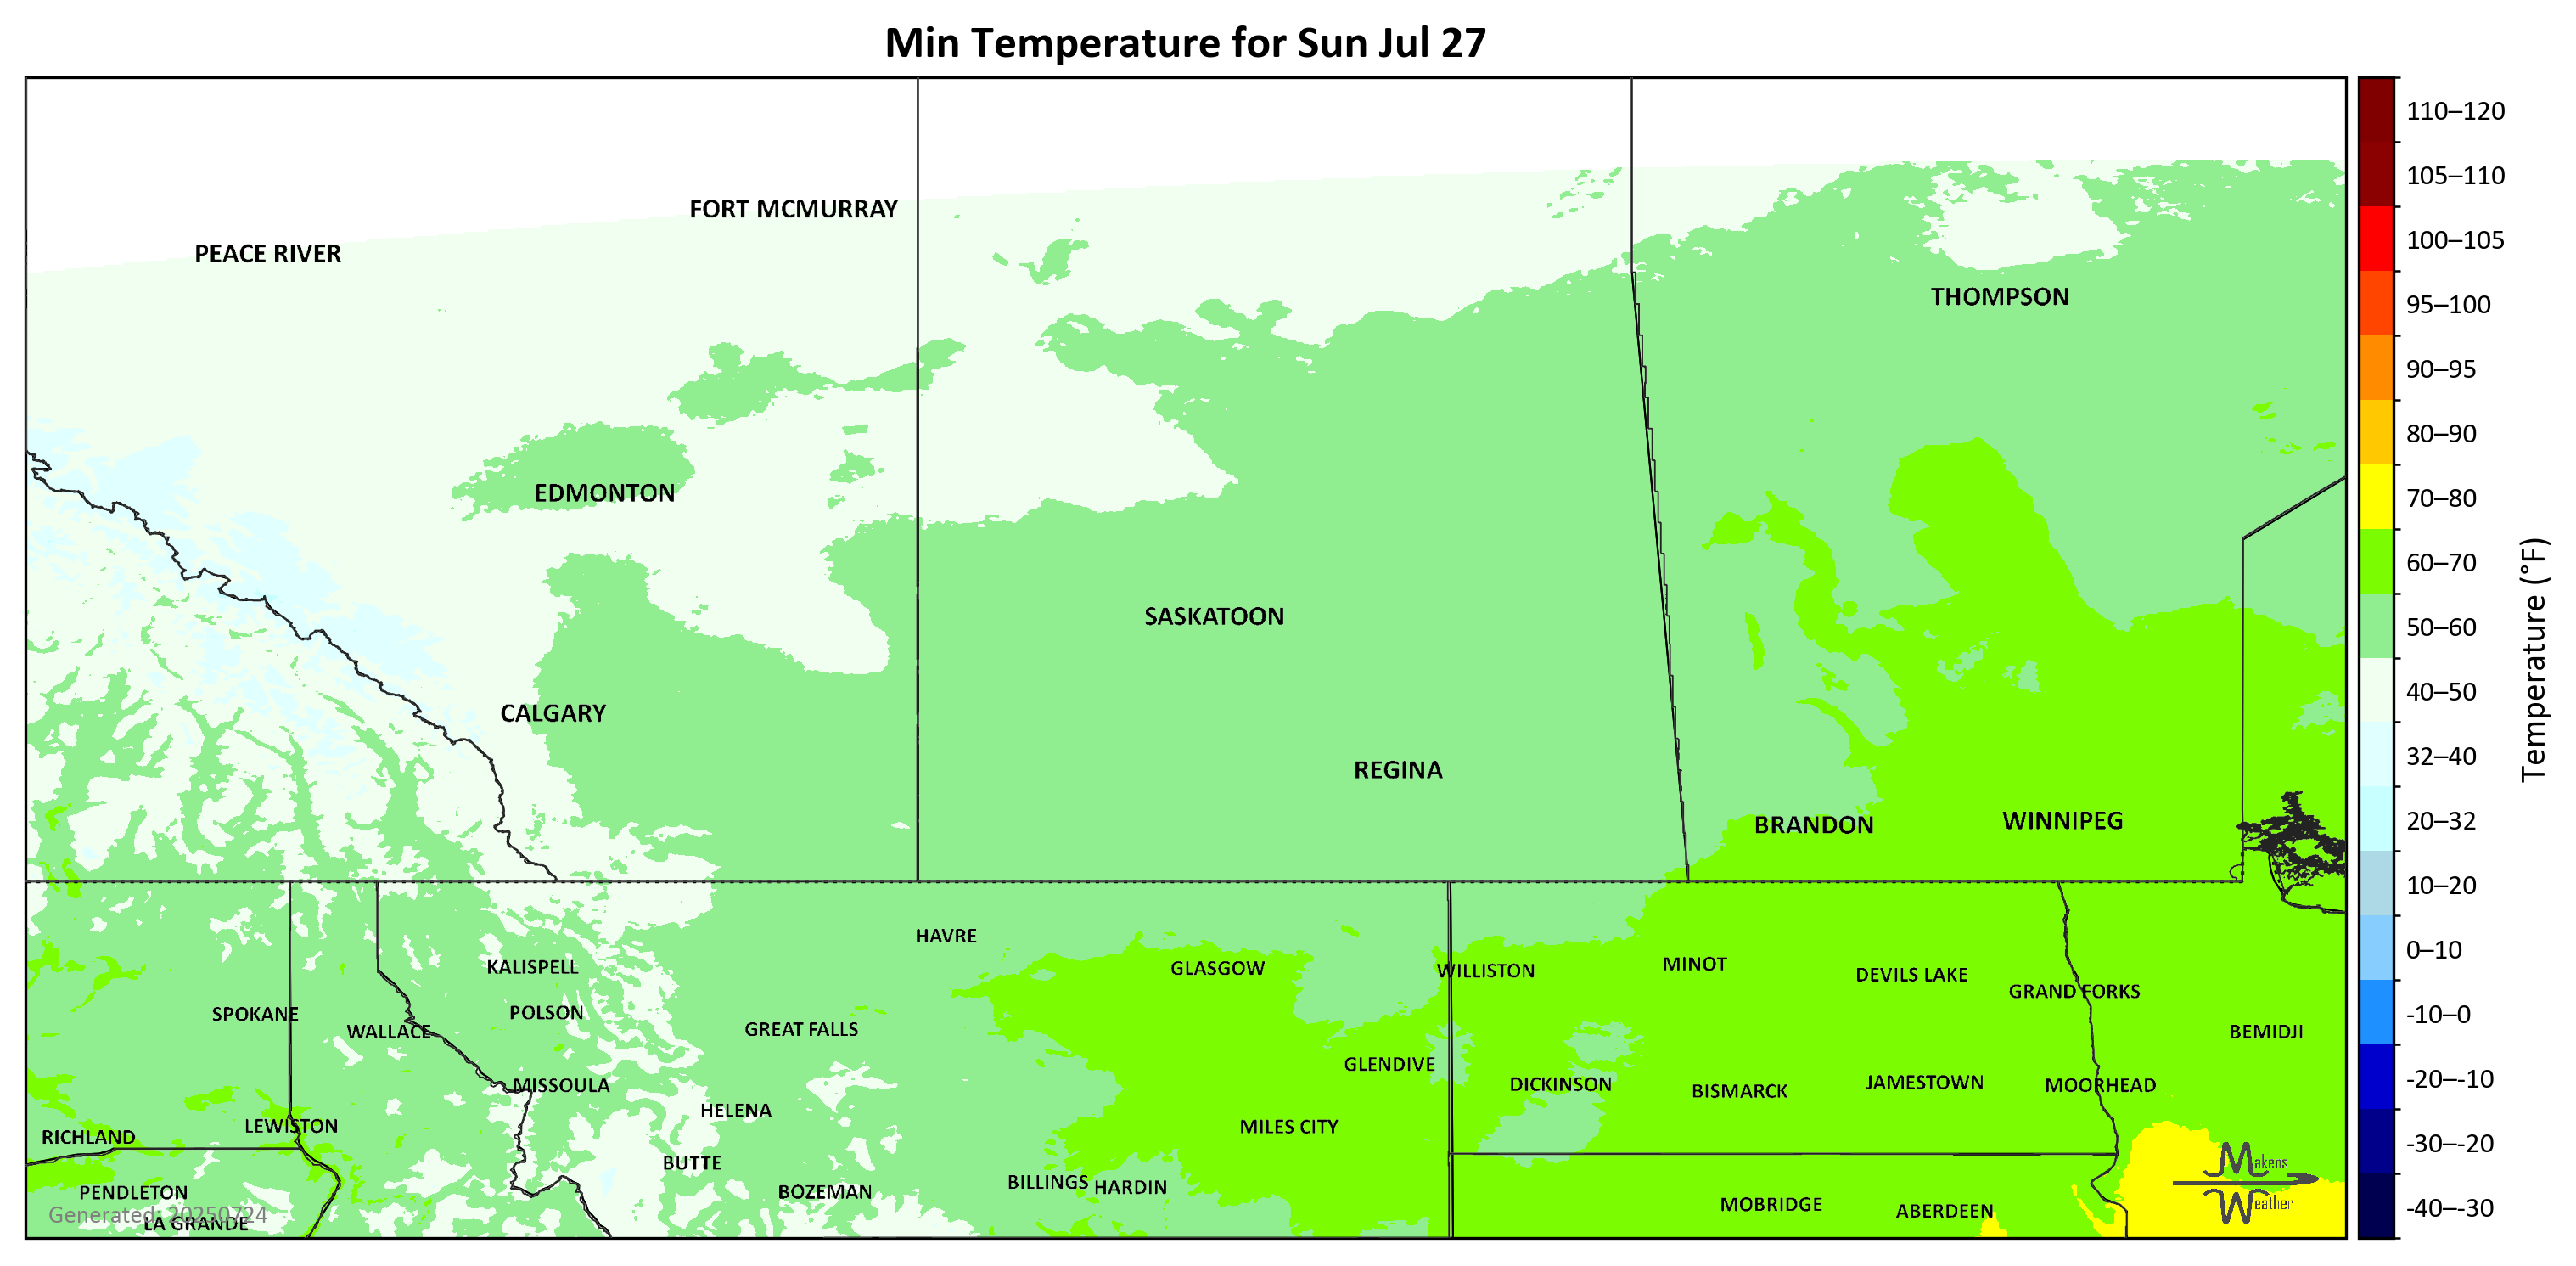 Min Temperature for Sun Jul 27
110–120
105–110
FORT MCMURRAY
100–105
PEACE RIVER
THOMPSON
95–100
90–95
80–90
EDMONTON
70–80
60–70
SASKATOON
50–60
Temperature (°F)
CALGARY
40–50
REGINA
32–40
BRANDON
WINNIPEG
20–32
10–20
HAVRE
KALISPELL
GLASGOW
WILLISTON
MINOT
DEVILS LAKE
0–10
GRAND FORKS
SPOKANE
POLSON
-10–0
WALLACE
GREAT FALLS
BEMIDJI
GLENDIVE
MISSOULA
DICKINSON
BISMARCK
JAMESTOWN
MOORHEAD
-20–-10
HELENA
LEWISTON
MILES CITY
RICHLAND
-30–-20
BUTTE
Makens
PENDLETON
BOZEMAN
BILLINGS
HARDIN
Weather
Generated: 20250724
LA GRANDE
MOBRIDGE
ABERDEEN
-40–-30